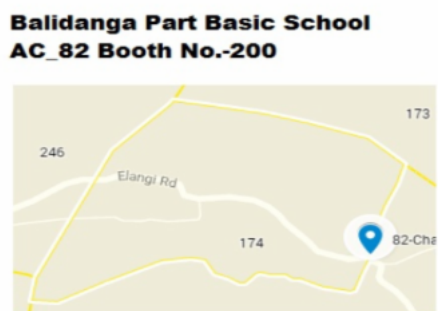 Balidanga Part Basic School
AC_82 Booth No.-200
173
246
Elangi Rd
174
82-Cha